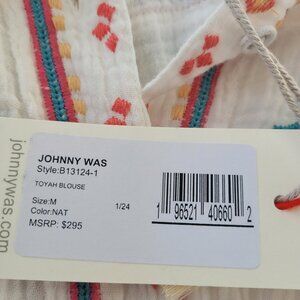 JOHNNY WAS
Style:B13124-1
TOYAH BLOUSE
Size:M 1/24
Color:NAT
MSRP: $295
1 96521 40660 2
johnnywas.com